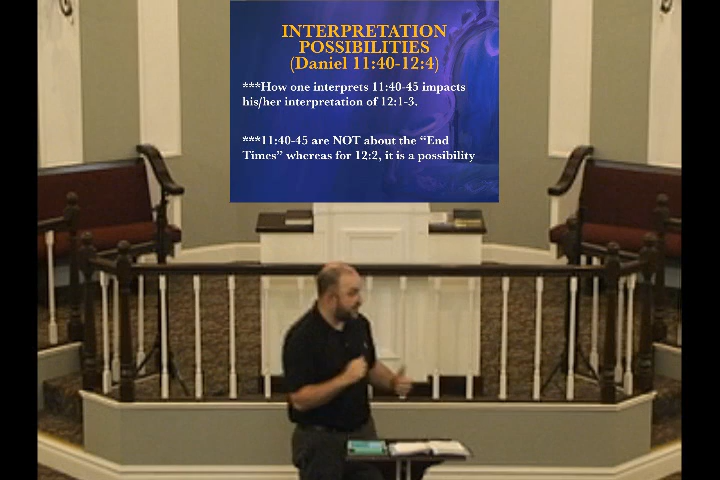 INTERPRETATION
POSSIBILITIES
(Daniel 11:40-12:4)
***How one interprets 11:40-45 impacts
his/her interpretation of 12:1-3.
***11:40-45 are NOT about the “End
Times” whereas for 12:2, it is a possibility